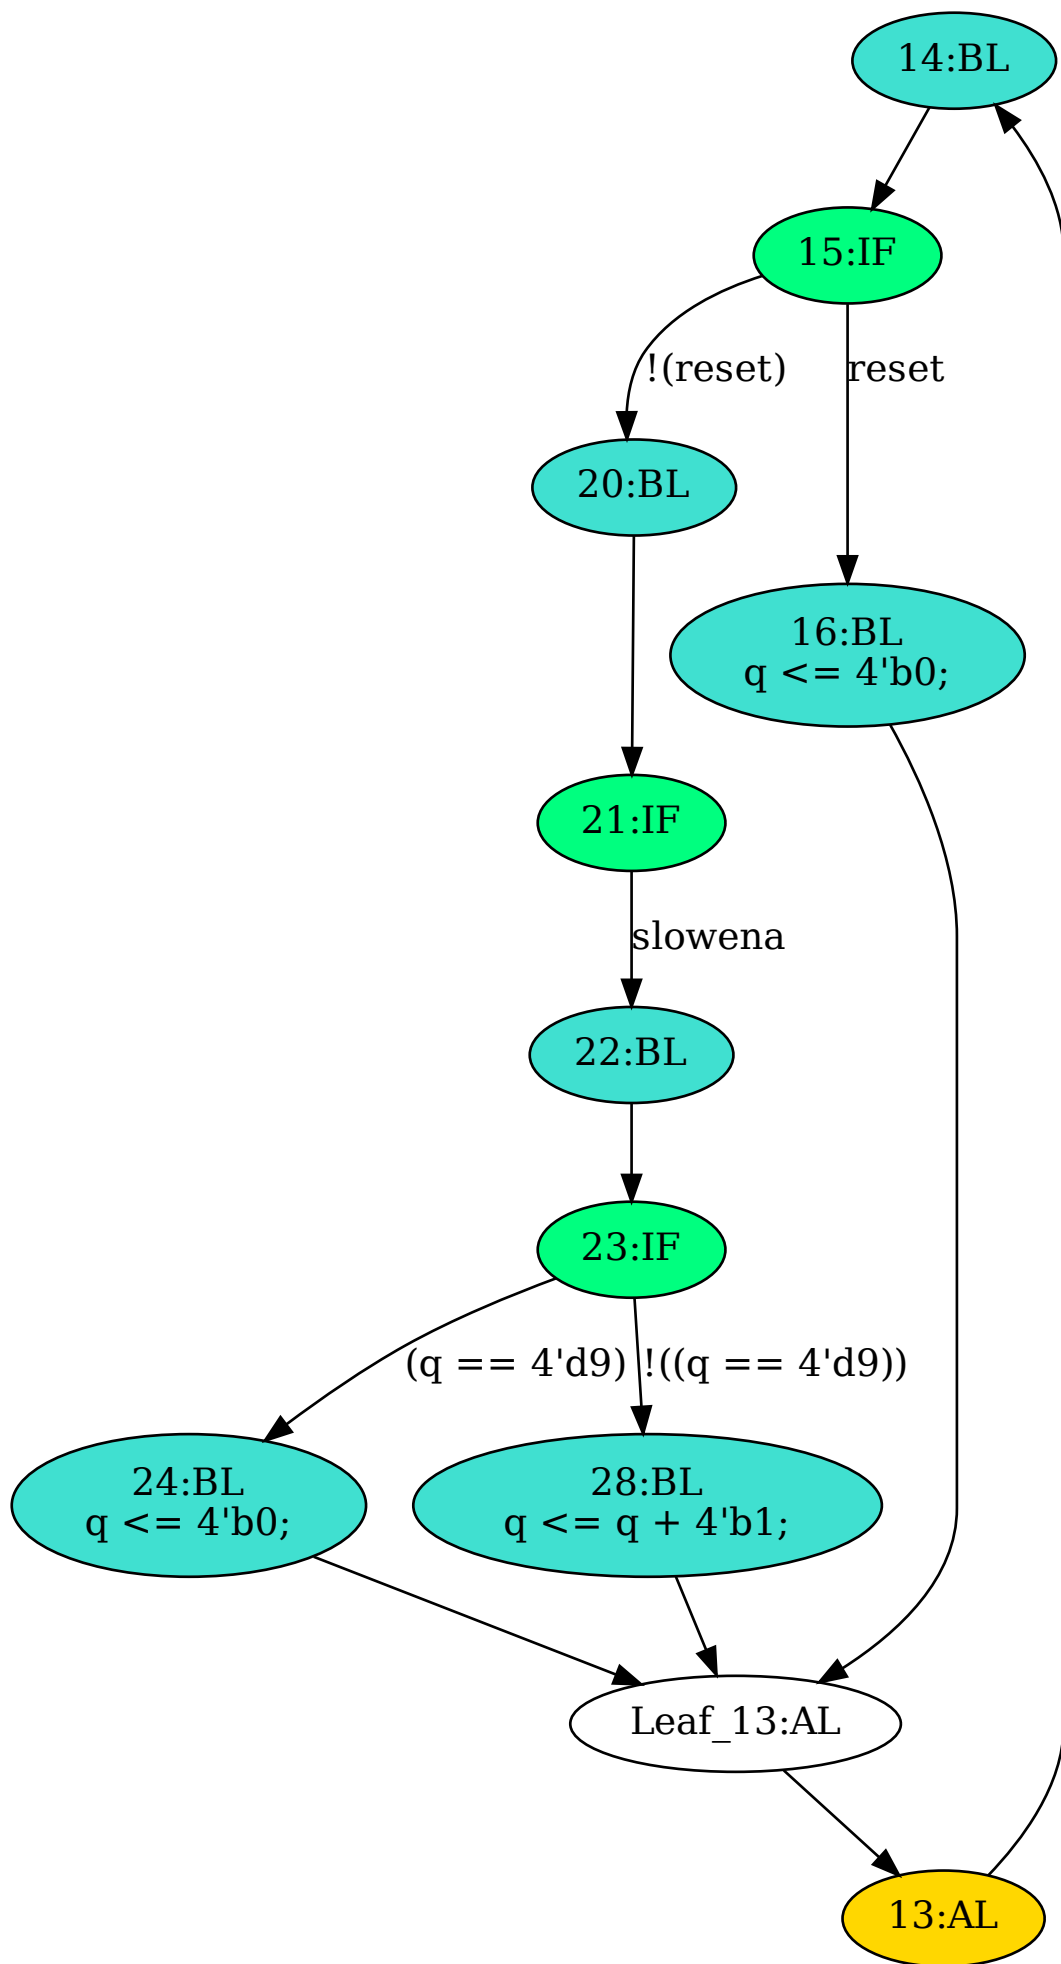 14:BL
15:IF
!(reset)
reset
20:BL
16:BL
q <= 4'b0;
21:IF
slowena
22:BL
23:IF
(q == 4'd9)
!((q == 4'd9))
24:BL
q <= 4'b0;
28:BL
q <= q + 4'b1;
Leaf_13:AL
13:AL